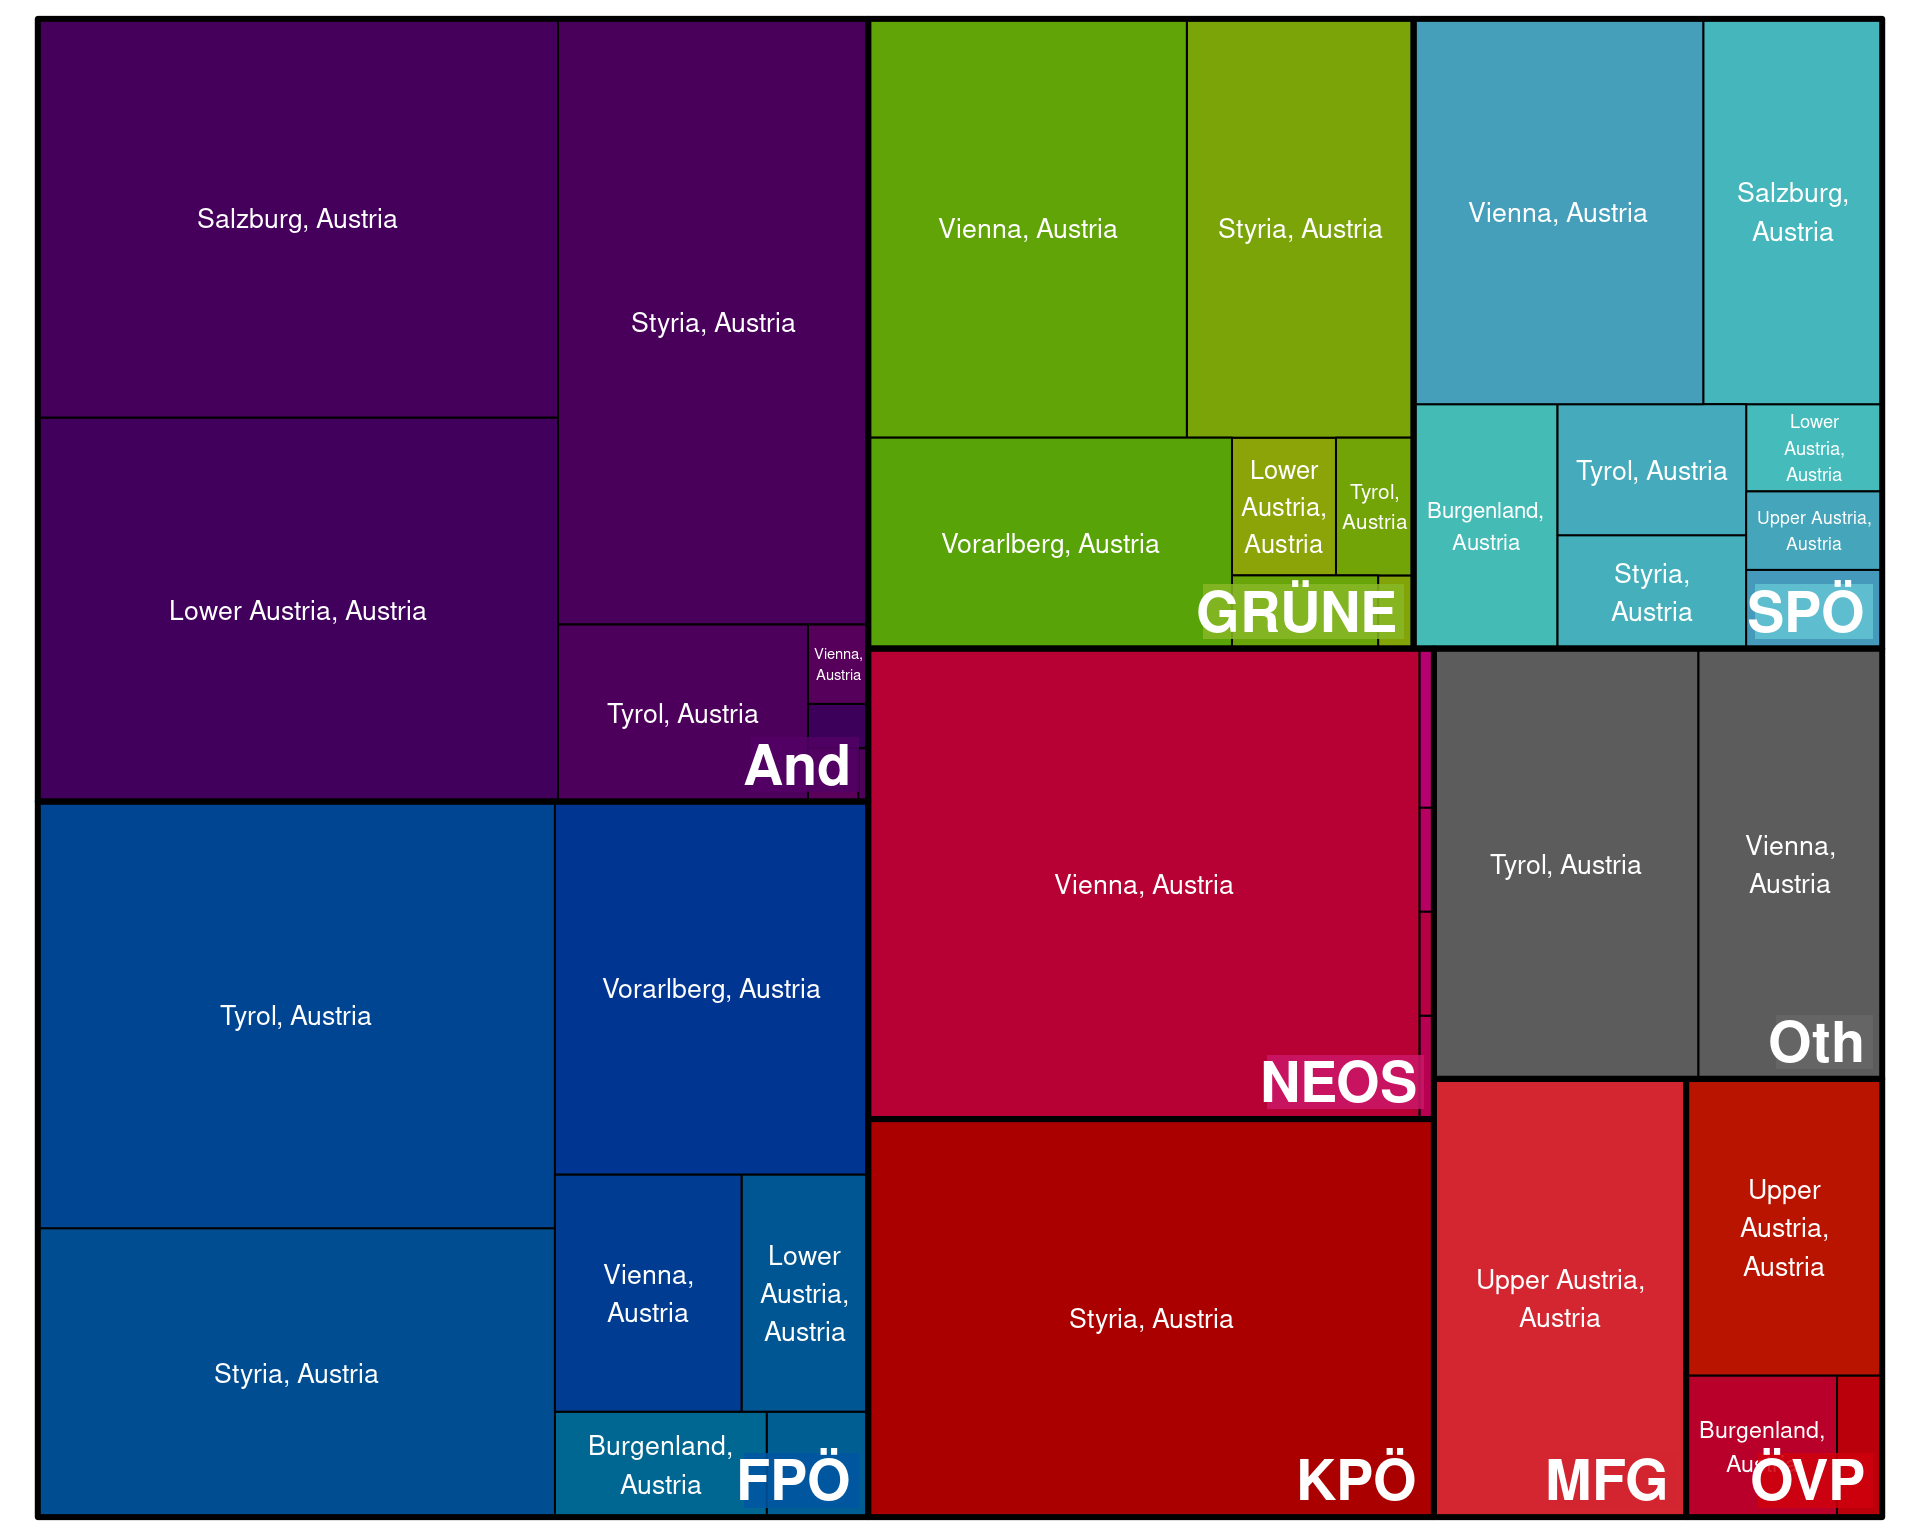 Salzburg, Austria
Lower Austria, Austria
Styria, Austria
Tyrol, Austria
Vienna,
Austria
And
Tyrol, Austria
Styria, Austria
Vorarlberg, Austria
Vienna,
Austria
Lower
Austria,
Austria
Burgenland,
Austria
FPÖ
Vienna, Austria
Styria, Austria
Vorarlberg, Austria
Lower
Austria,
Austria
Tyrol,
Austria
GRÜNE
Vienna, Austria
Salzburg,
Austria
Burgenland,
Austria
Tyrol, Austria
Styria,
Austria
Lower
Austria,
Austria
Upper Austria,
Austria
SPÖ
Vienna, Austria
NEOS
Styria, Austria
KPÖ
Tyrol, Austria
Vienna,
Austria
Oth
Upper Austria,
Austria
MFG
Upper
Austria,
Austria
Burgenland,
ÖVP